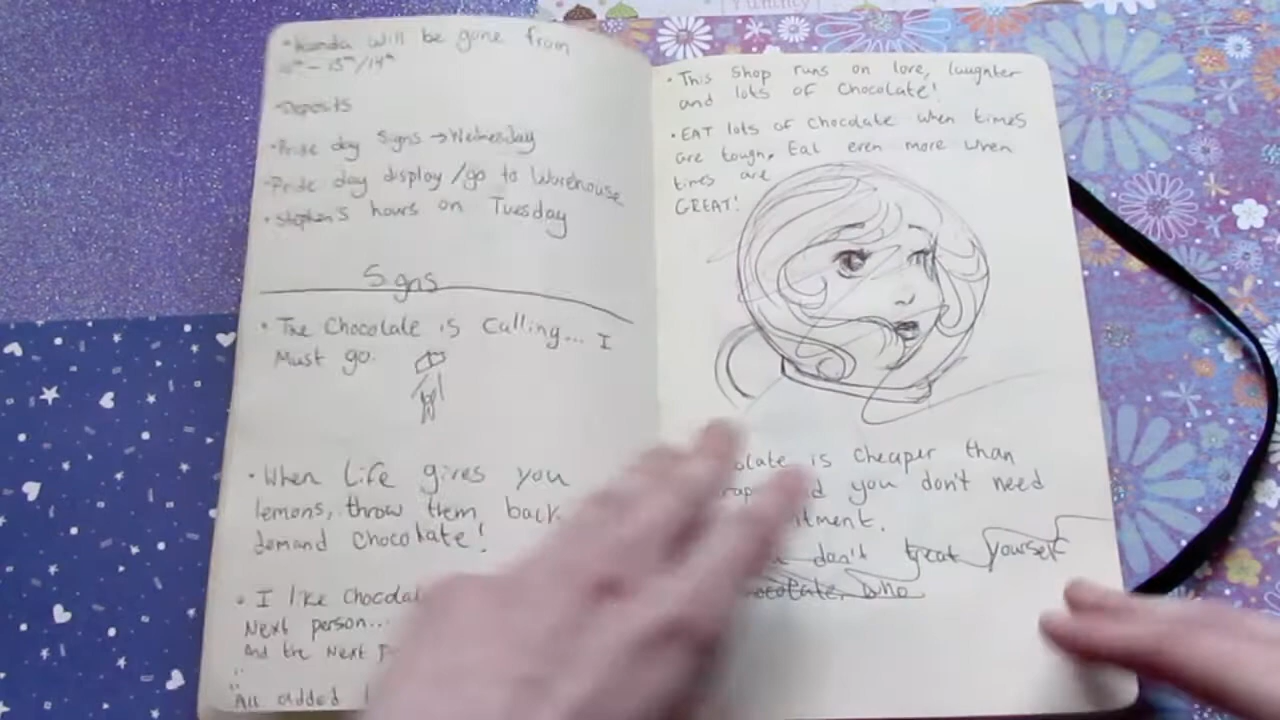 Yummy
•Wanda will be gone from
- 15th/14th
-Deposits
-Pride day signs → Wednesday
-Pride day display/go to Warehouse
• Stephen's hours on Tuesday
Signs
• The Chocolate is Calling... I
Must go.
• When Life gives you
lemons, throw them back
demand chocolate!
• I like
Next person...
And the Next
All added
• This Shop runs on love, laughter
and lots of Chocolate!
• EAT lots of Chocolate when times
are tough, Eat even more when
times are
GREAT!
is cheaper than
you don't need
don't treat yourself
who